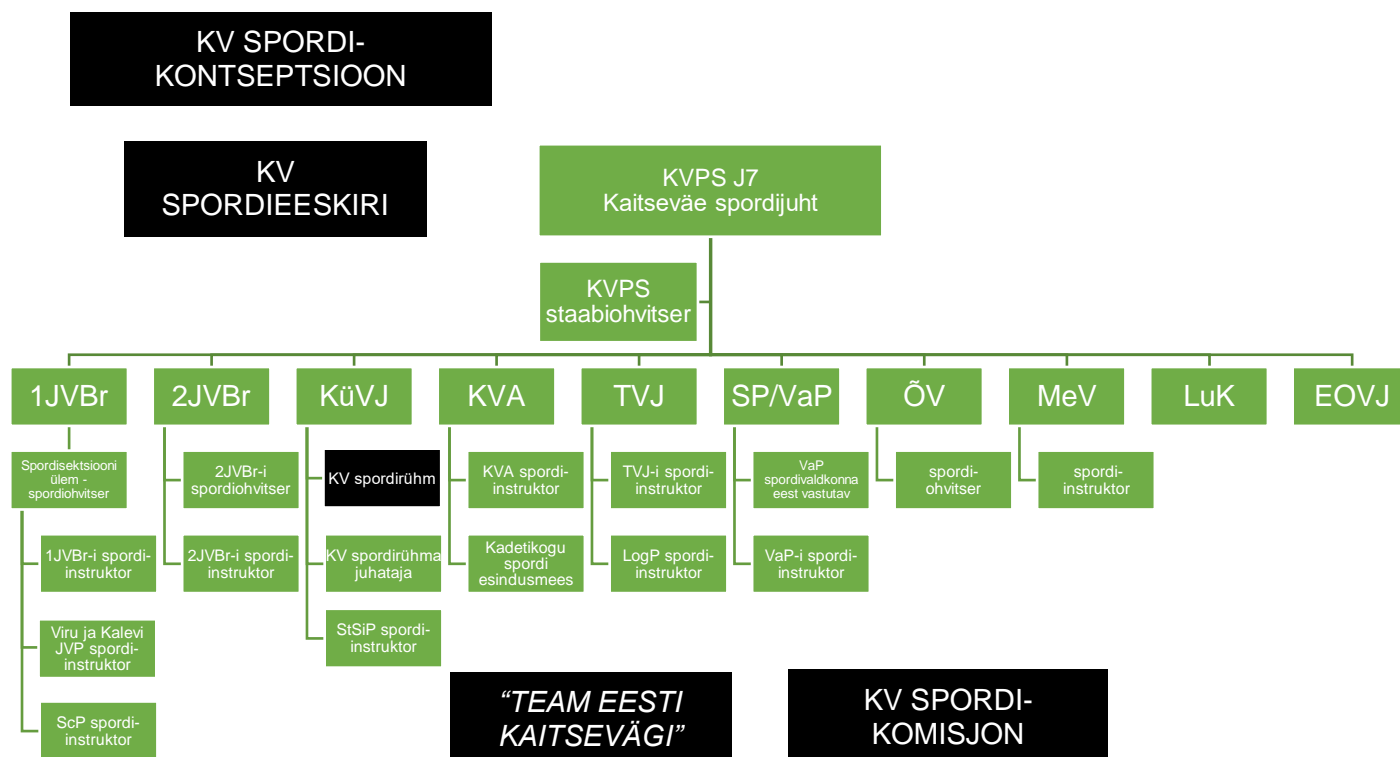 KV SPORDI-
KONTSEPTSIOON
KV
SPORDIEESKIRI
KVPS J7
Kaitseväe spordijuht
KVPS
staabiohvitser
1JVBr
2JVBr
KüVJ
KVA
TVJ
SP/VaP
ÕV
MeV
LuK
EOVJ
Spordisektsiooni
ülem -
spordiohvitser
1JVBr-i spordi-
instruktor
Viru ja Kalevi
JVP spordi-
instruktor
ScP spordi-
instruktor
2JVBr-i
spordiohvitser
2JVBr-i spordi-
instruktor
KV spordirühm
KV spordirühma
juhataja
StSiP spordi-
instruktor
KVA spordi-
instruktor
Kadetikogu
spordi
esindusmees
TVJ-i spordi-
instruktor
LogP spordi-
instruktor
VaP
spordivaldkonna
eest vastutav
VaP-i spordi-
instruktor
spordi-
ohvitser
spordi-
instruktor
“TEAM EESTI
KAITSEVÄGI”
KV SPORDI-
KOMISJON